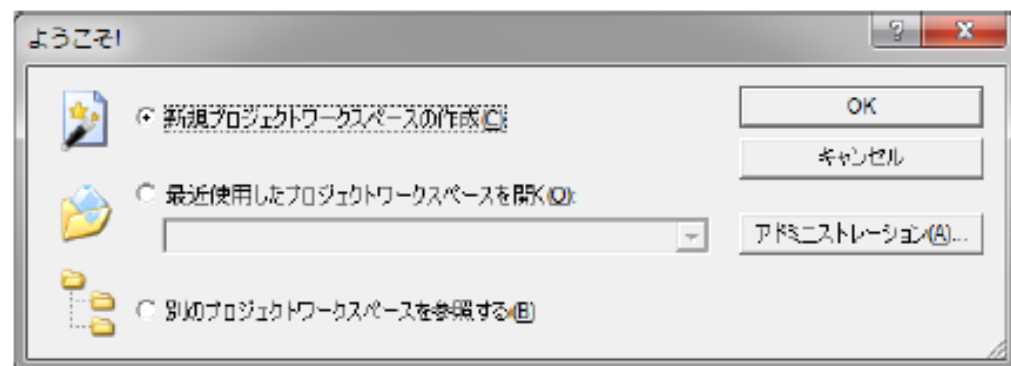 ようこそ!
新規プロジェクトワークスペースの作成(C):
OK
キャンセル
最近使用したプロジェクトワークスペースを開く(O):
アドミニストレーション(A)...
別のプロジェクトワークスペースを参照する(B)